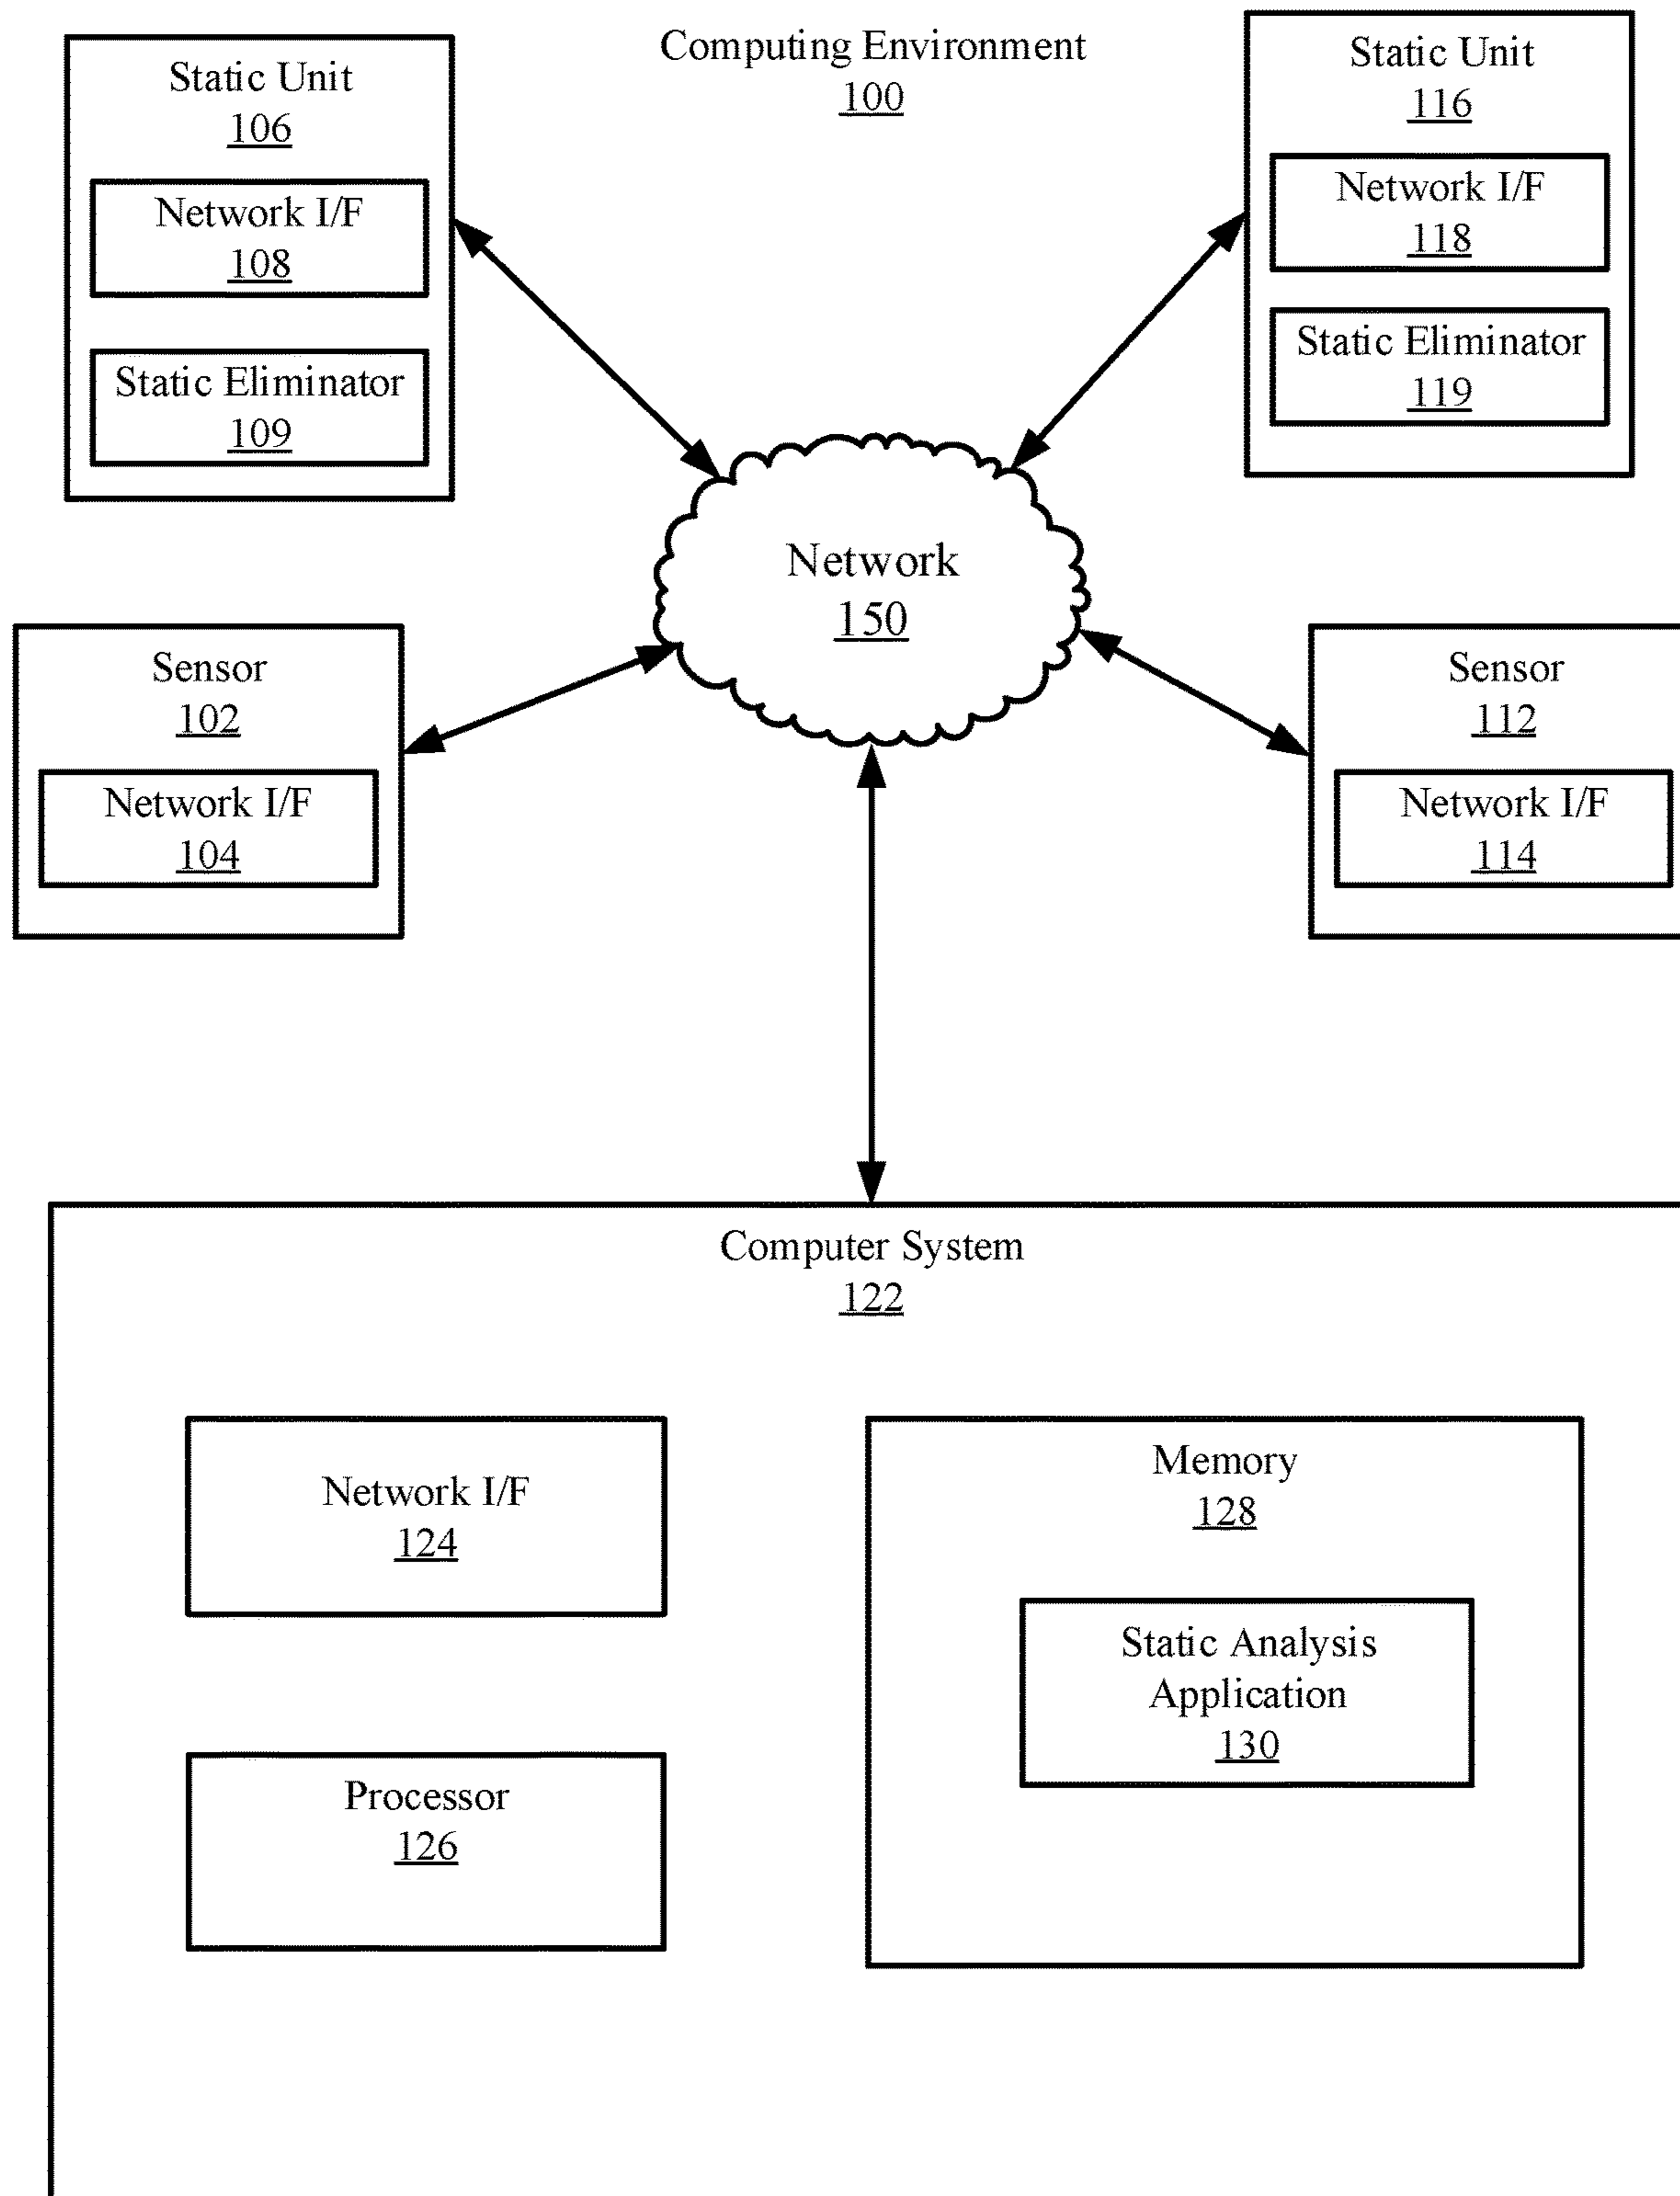 Computing Environment
100
Static Unit
106
Network I/F
108
Static Eliminator
109
Static Unit
116
Network I/F
118
Static Eliminator
119
Network
150
Sensor
102
Network I/F
104
Sensor
112
Network I/F
114
Computer System
122
Network I/F
124
Processor
126
Memory
128
Static Analysis
Application
130